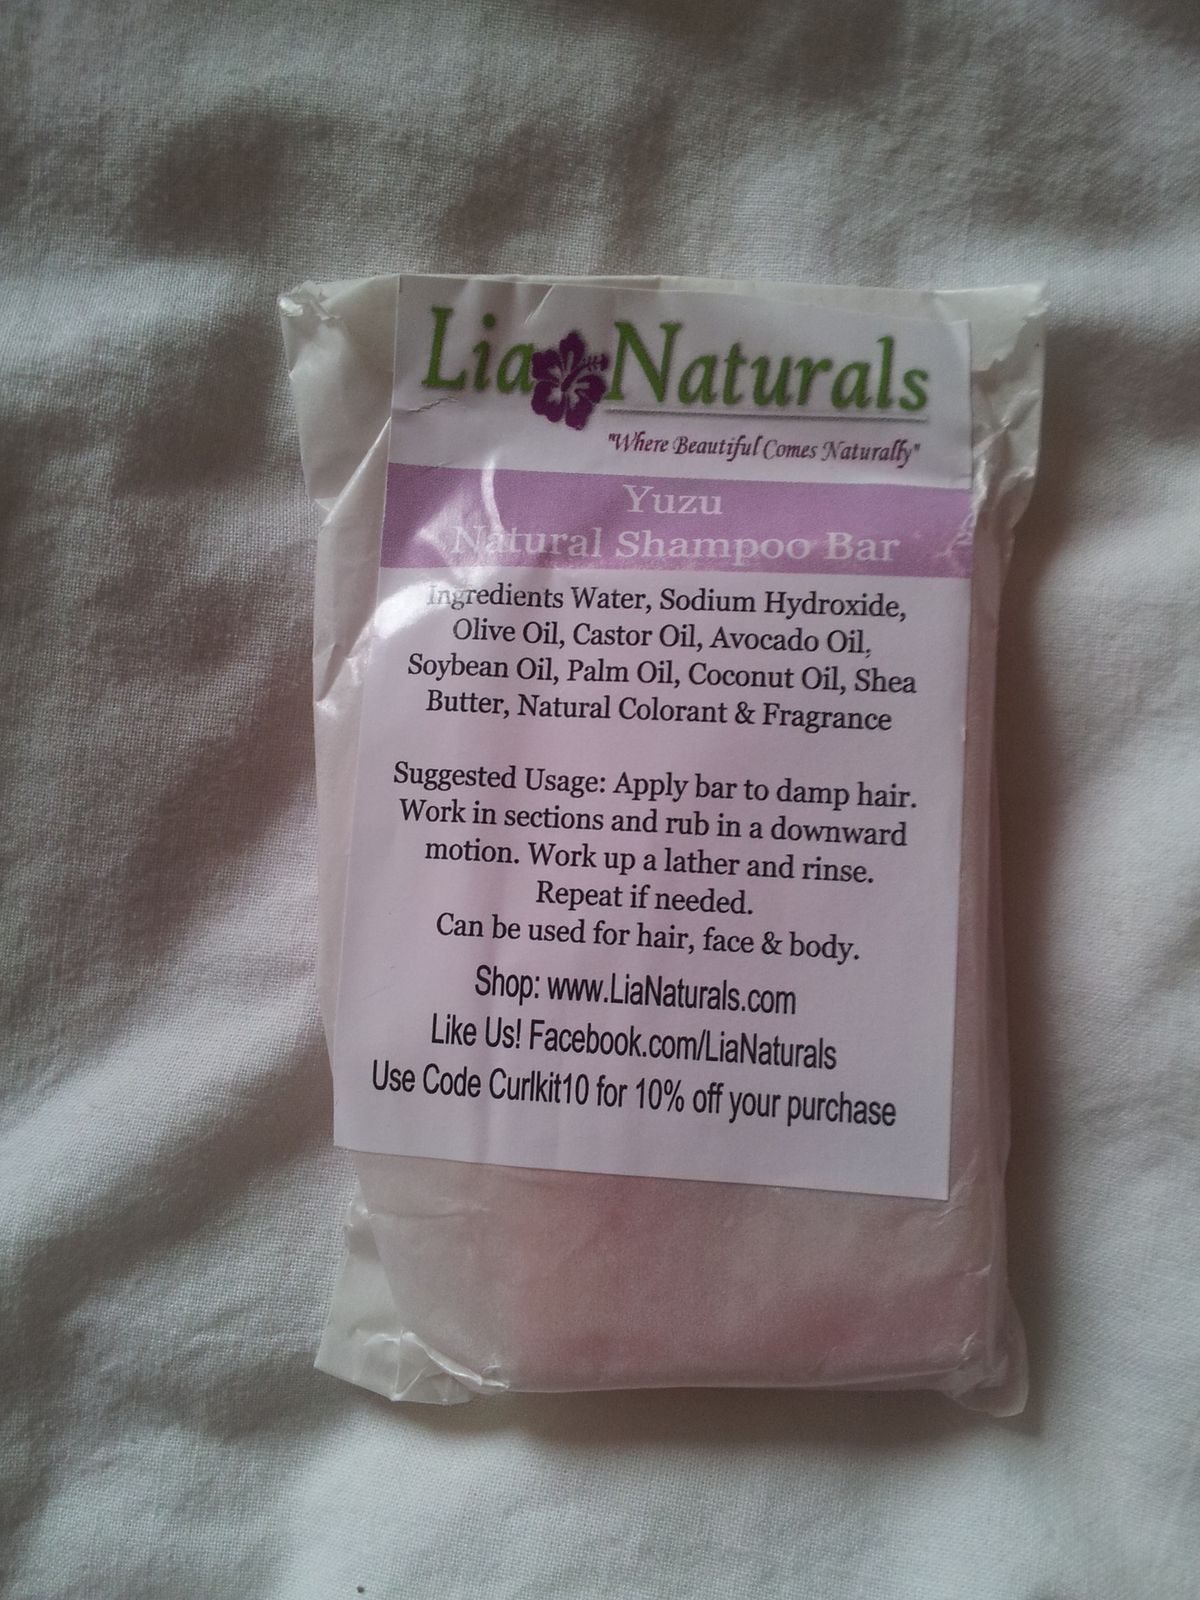 Lia Naturals
"Where Beautiful Comes Naturally"
Yuzu
Natural Shampoo Bar
Ingredients Water, Sodium Hydroxide,
Olive Oil, Castor Oil, Avocado Oil,
Soybean Oil, Palm Oil, Coconut Oil, Shea
Butter, Natural Colorant & Fragrance
Suggested Usage: Apply bar to damp hair.
Work in sections and rub in a downward
motion. Work up a lather and rinse.
Repeat if needed.
Can be used for hair, face & body.
Shop: www.LiaNaturals.com
Like Us! Facebook.com/LiaNaturals
Use Code Curlkit10 for 10% off your purchase